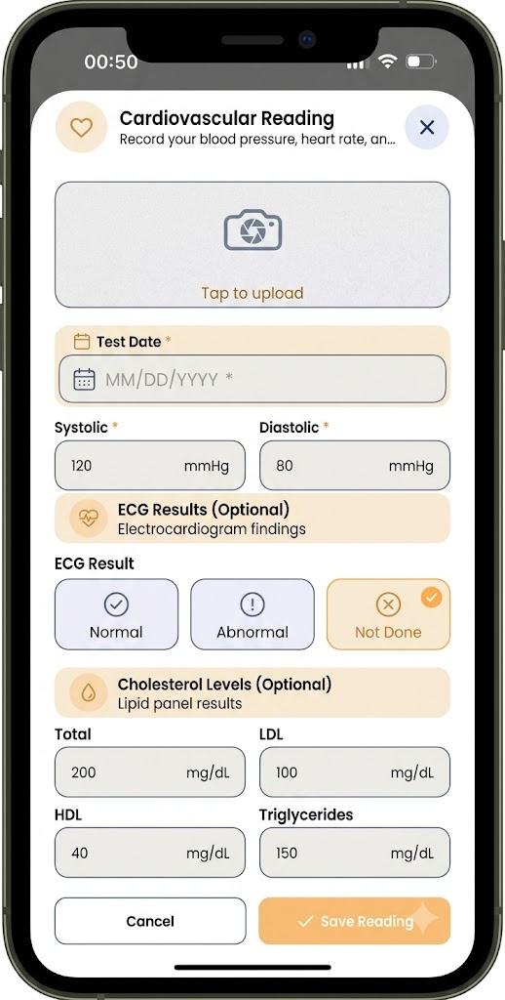 00:50
Cardiovascular Reading
Record your blood pressure, heart rate, an...
Tap to upload
Test Date *
MM/DD/YYYY *
Systolic *
Diastolic *
120 mmHg
80 mmHg
ECG Results (Optional)
Electrocardiogram findings
ECG Result
Normal
Abnormal
Not Done
Cholesterol Levels (Optional)
Lipid panel results
Total
LDL
200 mg/dL
100 mg/dL
HDL
Triglycerides
40 mg/dL
150 mg/dL
Cancel
Save Reading